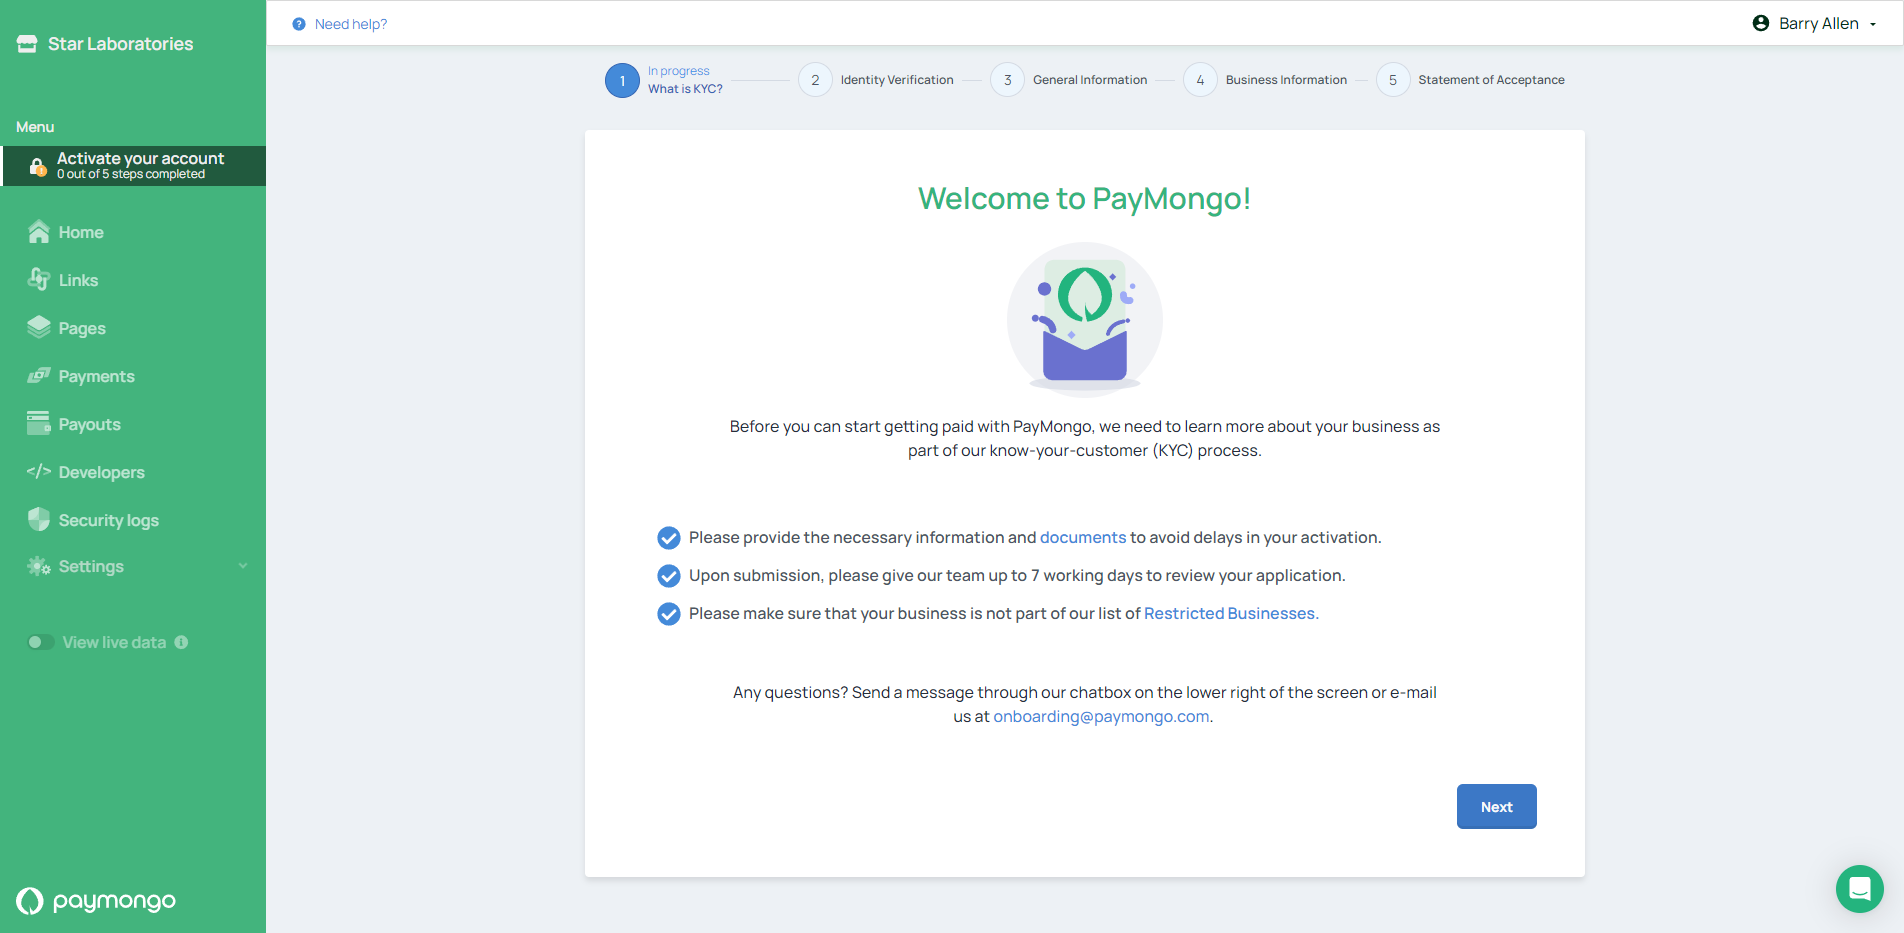 Star Laboratories
Need help?
Barry Allen
1
In progress
What is KYC?
2
Identity Verification
3
General Information
4
Business Information
5
Statement of Acceptance
Menu
Activate your account
0 out of 5 steps completed
Home
Links
Pages
Payments
Payouts
</> Developers
Security logs
Settings
View live data
paymongo
Welcome to PayMongo!
Before you can start getting paid with PayMongo, we need to learn more about your business as
part of our know-your-customer (KYC) process.
Please provide the necessary information and documents to avoid delays in your activation.
Upon submission, please give our team up to 7 working days to review your application.
Please make sure that your business is not part of our list of Restricted Businesses.
Any questions? Send a message through our chatbox on the lower right of the screen or e-mail
us at onboarding@paymongo.com.
Next